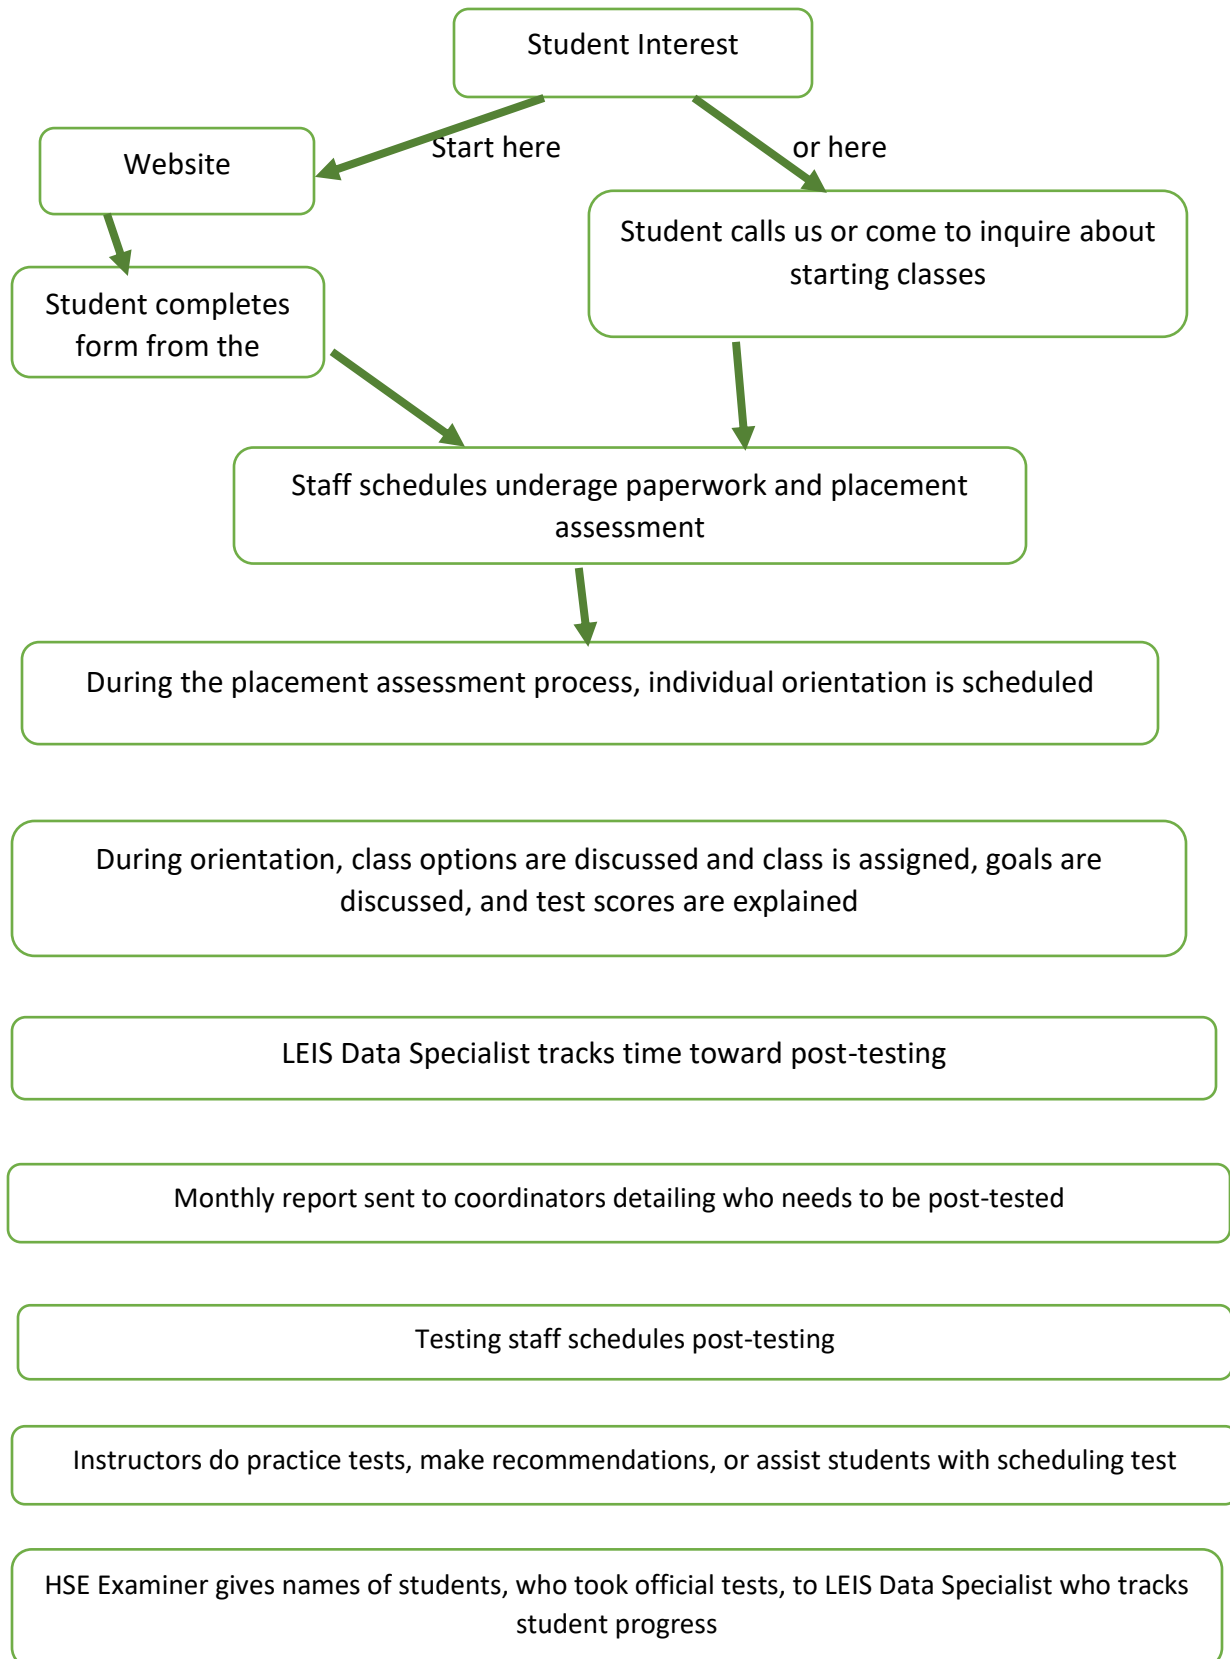 Student Interest
Start here
or here
Website
Student calls us or come to inquire about
starting classes
Student completes
form from the
Staff schedules underage paperwork and placement
assessment
During the placement assessment process, individual orientation is scheduled
During orientation, class options are discussed and class is assigned, goals are
discussed, and test scores are explained
LEIS Data Specialist tracks time toward post-testing
Monthly report sent to coordinators detailing who needs to be post-tested
Testing staff schedules post-testing
Instructors do practice tests, make recommendations, or assist students with scheduling test
HSE Examiner gives names of students, who took official tests, to LEIS Data Specialist who tracks
student progress